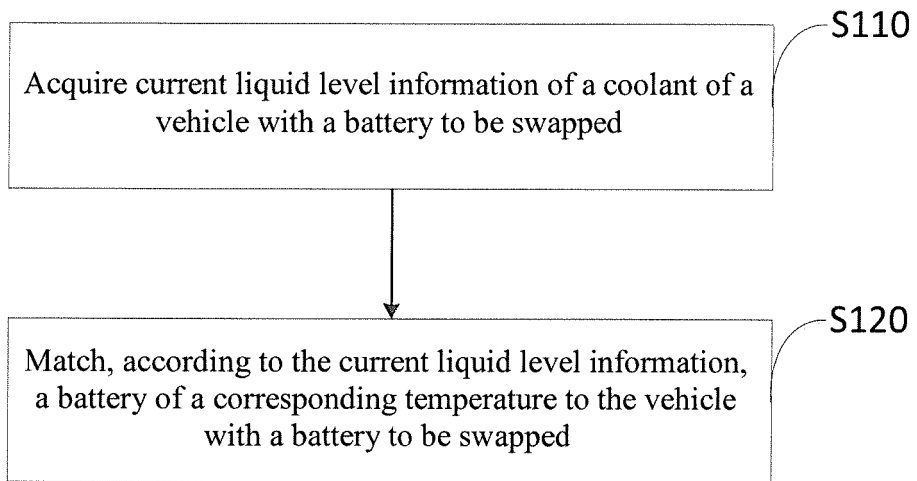 S110
Acquire current liquid level information of a coolant of a
vehicle with a battery to be swapped
S120
Match, according to the current liquid level information,
a battery of a corresponding temperature to the vehicle
with a battery to be swapped